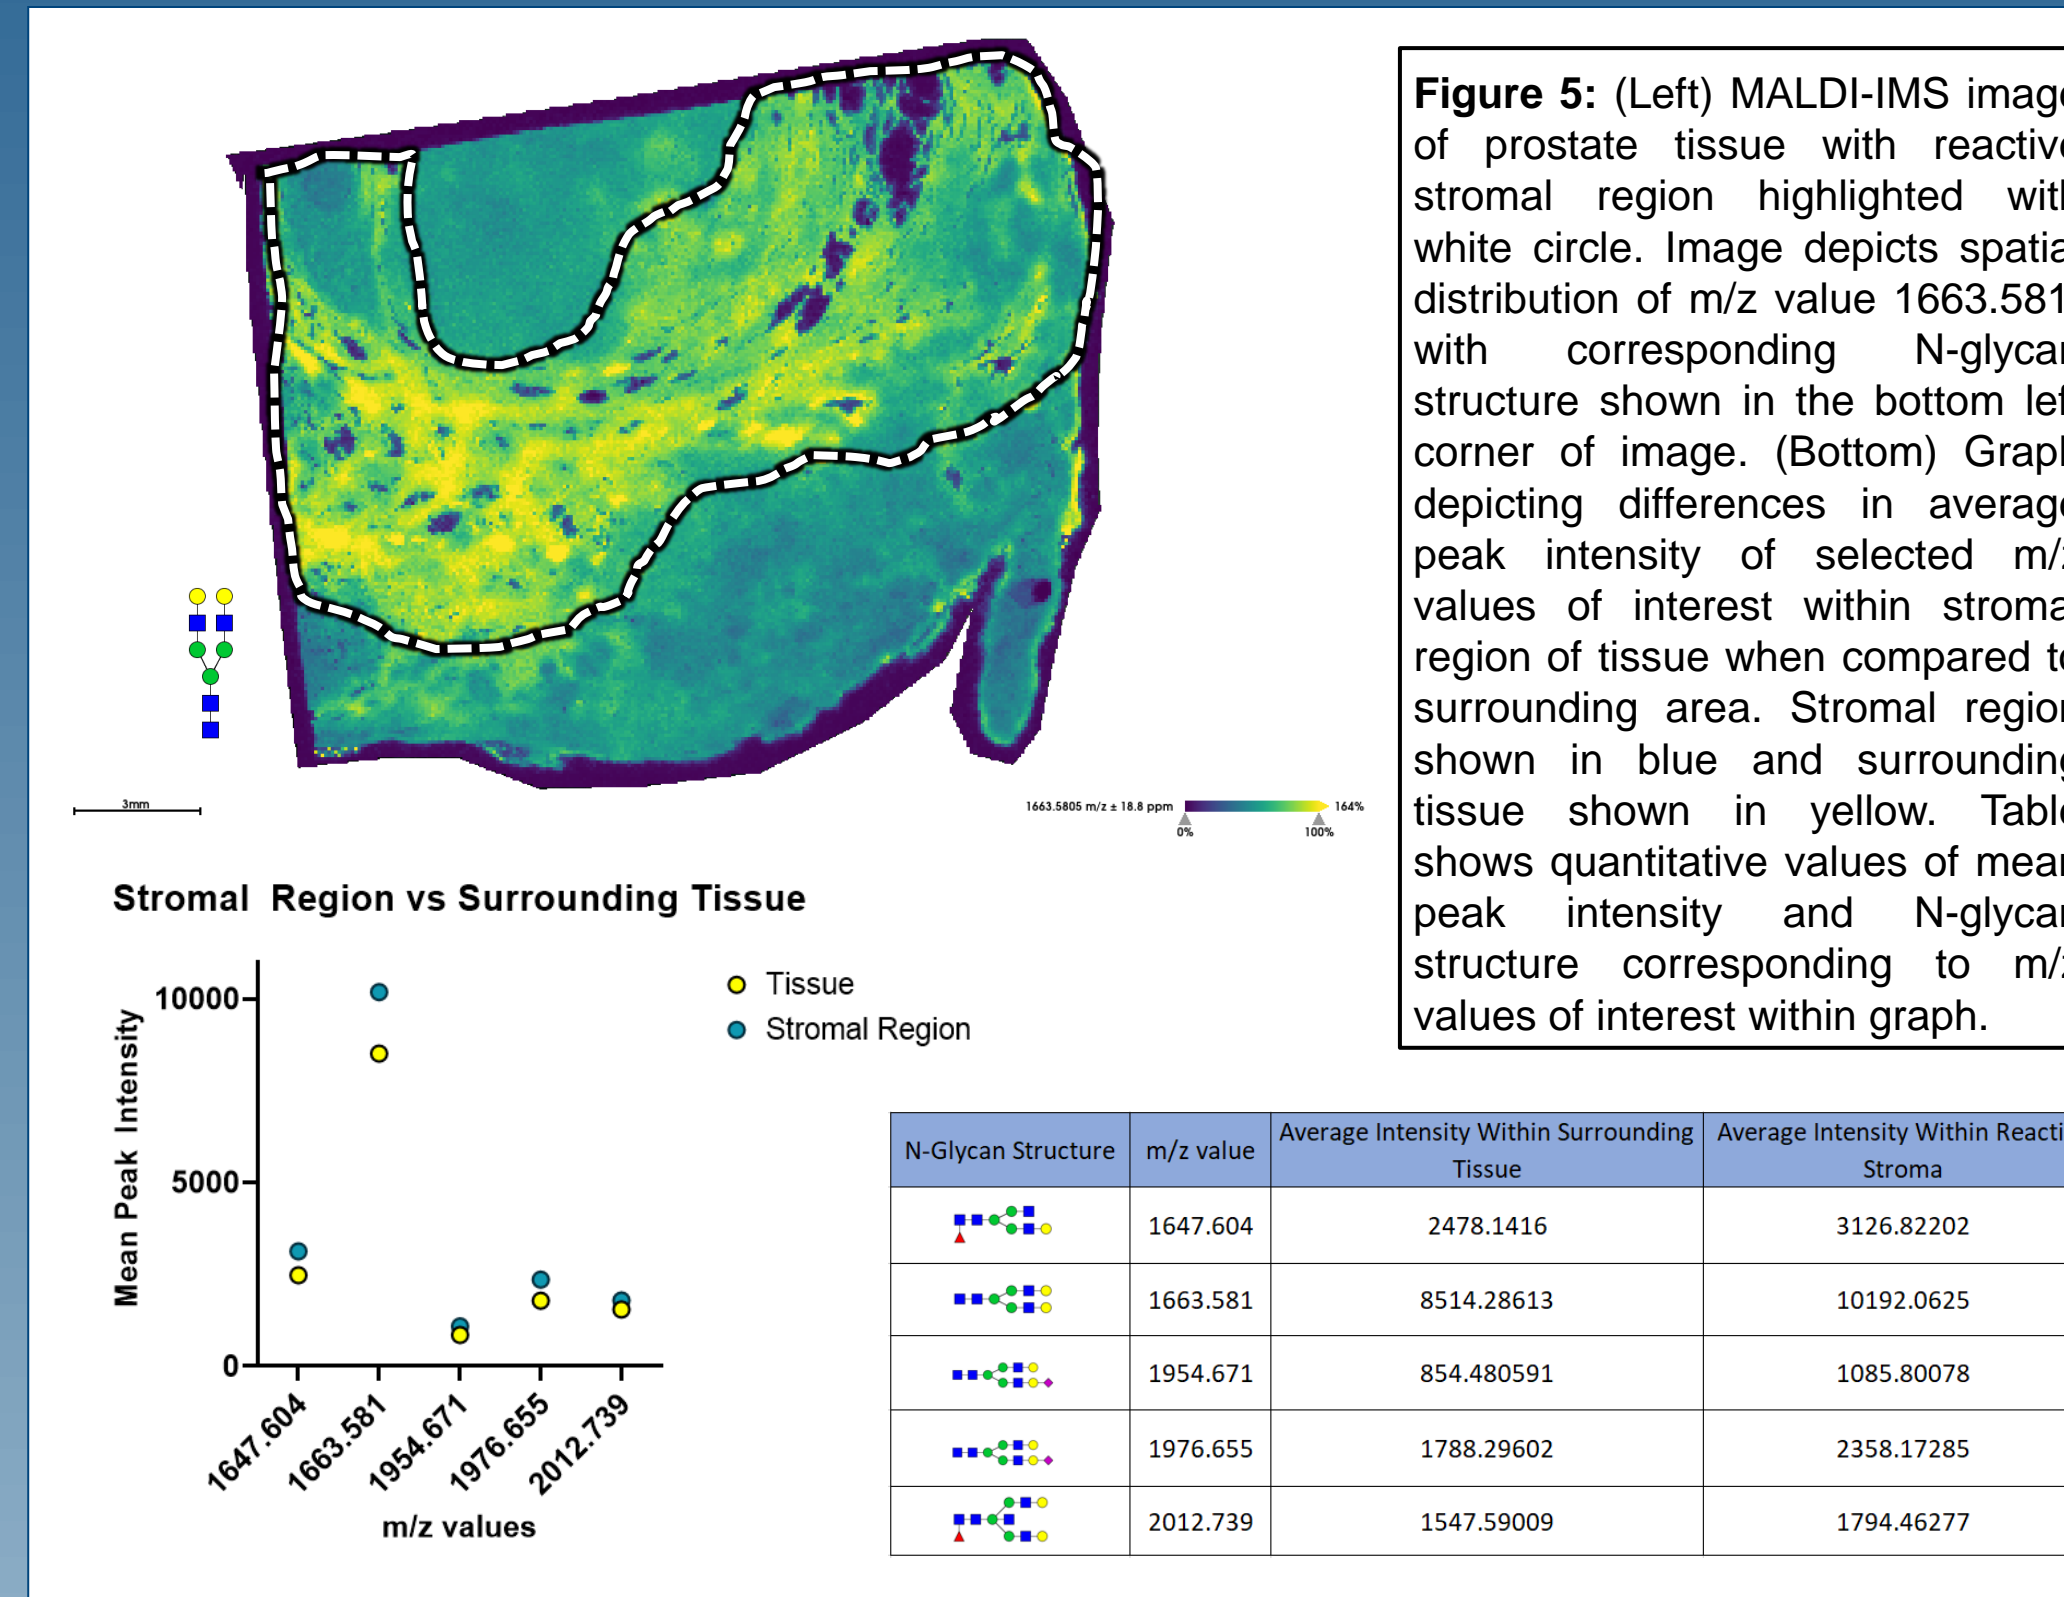 Figure 5: (Left) MALDI-IMS image
of prostate tissue with reactive
stromal region highlighted with
white circle. Image depicts spatial
distribution of m/z value 1663.581
with corresponding N-glycan
structure shown in the bottom left
corner of image. (Bottom) Graph
depicting differences in average
peak intensity of selected m/z
values of interest within stromal
region of tissue when compared to
surrounding area. Stromal region
shown in blue and surrounding
tissue shown in yellow. Table
shows quantitative values of mean
peak intensity and N-glycan
structure corresponding to m/z
values of interest within graph.
3mm
1663.5805 m/z ± 18.8 ppm
164%
0%
100%
Stromal Region vs Surrounding Tissue
Mean Peak Intensity
10000
5000
0
Tissue
Stromal Region
1647.604
1663.581
1954.671
1976.655
2012.739
m/z values
N-Glycan Structure
m/z value
Average Intensity Within Surrounding
Tissue
Average Intensity Within Reacti
Stroma
1647.604 2478.1416 3126.82202
1663.581 8514.28613 10192.0625
1954.671 854.480591 1085.80078
1976.655 1788.29602 2358.17285
2012.739 1547.59009 1794.46277